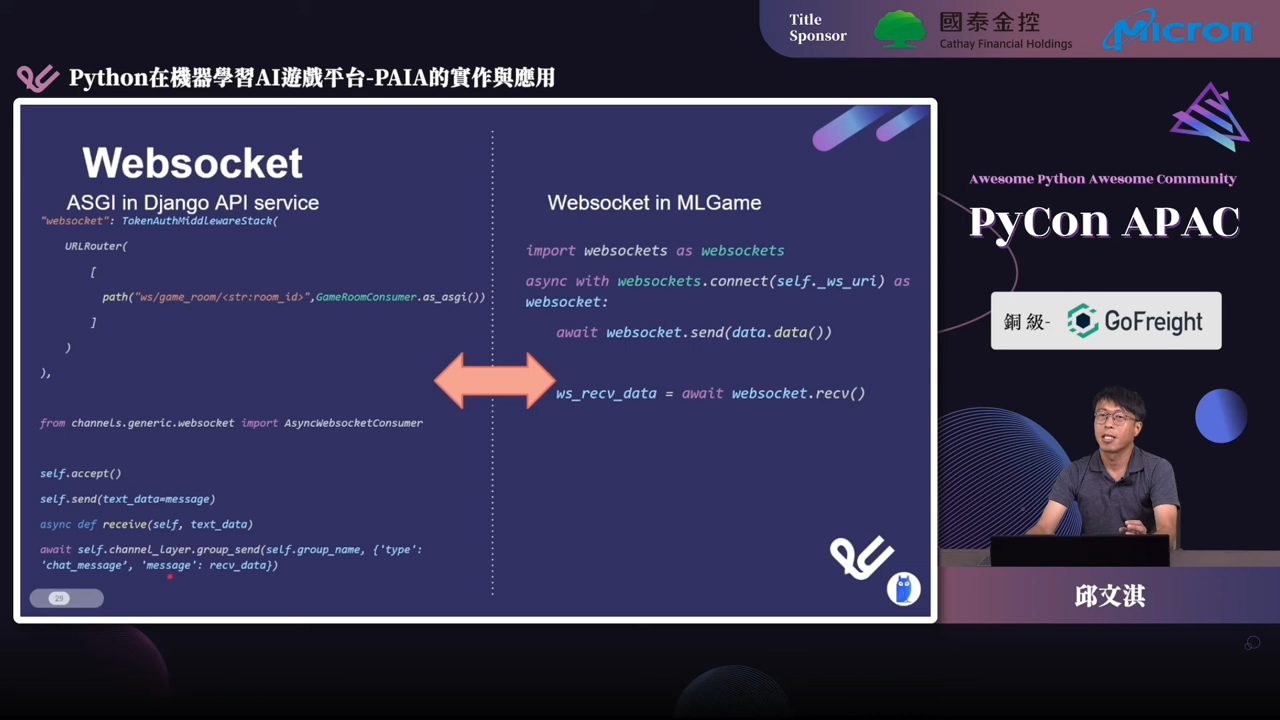 Title
Sponsor
國泰金控
Cathay Financial Holdings
Micron
Python在機器學習AI遊戲平台-PAIA的實作與應用
Websocket
ASGI in Django API service
"websocket": TokenAuthMiddlewareStack(
URLRouter(
[
path("ws/game_room/<str:room_id>",GameRoomConsumer.as_asgi())
]
)
),
from channels.generic.websocket import AsyncWebsocketConsumer
self.accept()
self.send(text_data=message)
async def receive(self, text_data)
await self.channel_layer.group_send(self.group_name, {'type':
'chat_message’, 'message': recv_data})
29
Websocket in MLGame
import websockets as websockets
async with websockets.connect(self._ws_uri) as
websocket:
await websocket.send(data.data())
ws_recv_data = await websocket.recv()
Awesome Python Awesome Community
PyCon APAC
銅級-
GoFreight
邱文淇